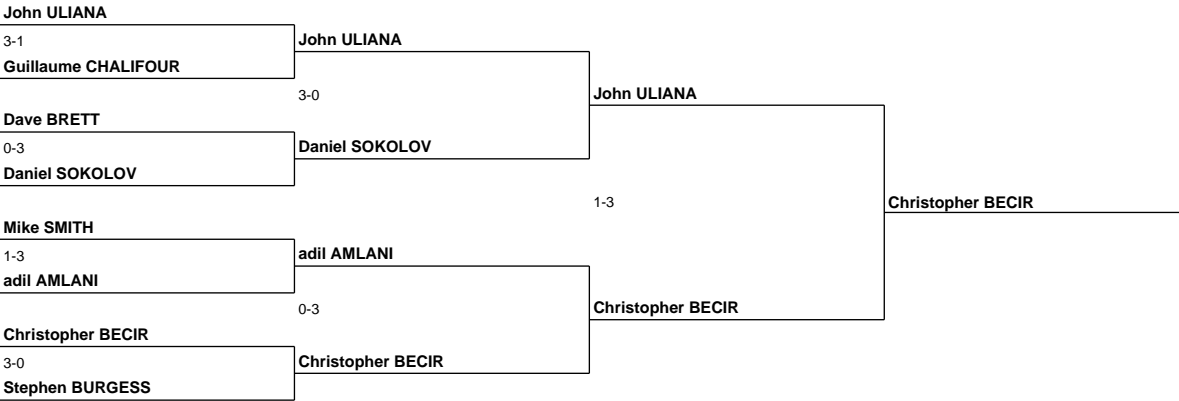 John ULIANA
3-1
Guillaume CHALIFOUR
John ULIANA
3-0
Dave BRETT
0-3
Daniel SOKOLOV
Daniel SOKOLOV
John ULIANA
1-3
Mike SMITH
1-3
adil AMLANI
adil AMLANI
0-3
Christopher BECIR
3-0
Stephen BURGESS
Christopher BECIR
Christopher BECIR
Christopher BECIR